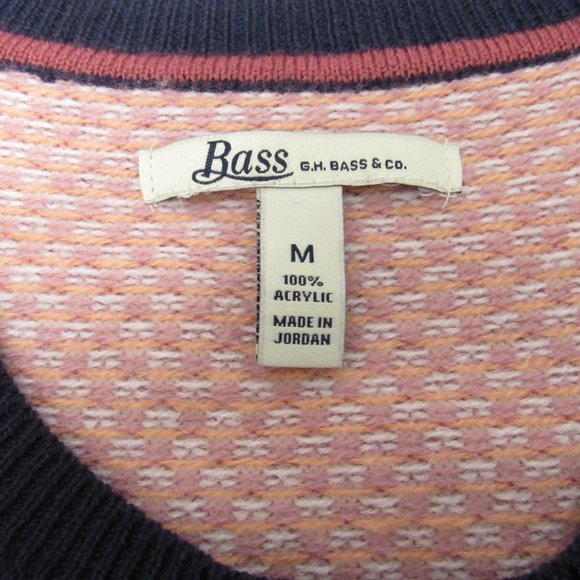 Bass G.H. BASS & CO.
M
100%
ACRYLIC
MADE IN
JORDAN